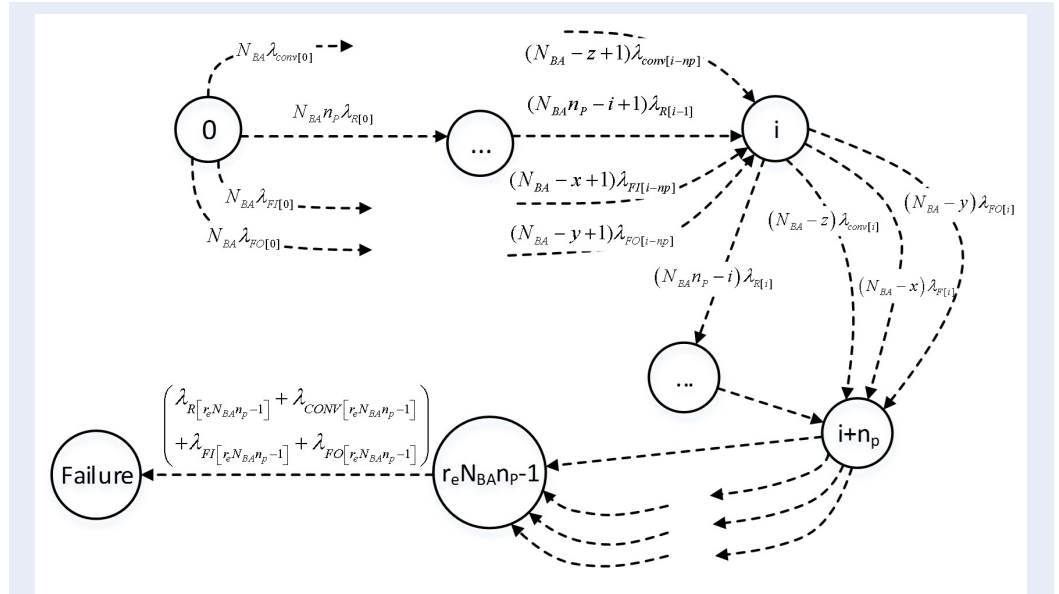 N_{BA}λ_{conv[0]}
(N_{BA} − z +1)λ_{conv[i−np]}
0
N_{BA}n_Pλ_{R[0]}
...
(N_{BA}n_P − i +1)λ_{R[i−1]}
i
N_{BA}λ_{FI[0]}
(N_{BA} − x +1)λ_{FI[i−np]}
(N_{BA} − y)λ_{FO[i]}
N_{BA}λ_{FO[0]}
(N_{BA} − y +1)λ_{FO[i−np]}
(N_{BA} − z)λ_{conv[i]}
(N_{BA}n_P − i)λ_{R[i]}
(N_{BA} − x)λ_{F[i]}
...
(λ_{R[r_eN_{BA}n_p−1]} + λ_{CONV[r_eN_{BA}n_p−1]}
+λ_{FI[r_eN_{BA}n_p−1]} + λ_{FO[r_eN_{BA}n_p−1]})
i+n_p
Failure
r_eN_{BA}n_P-1